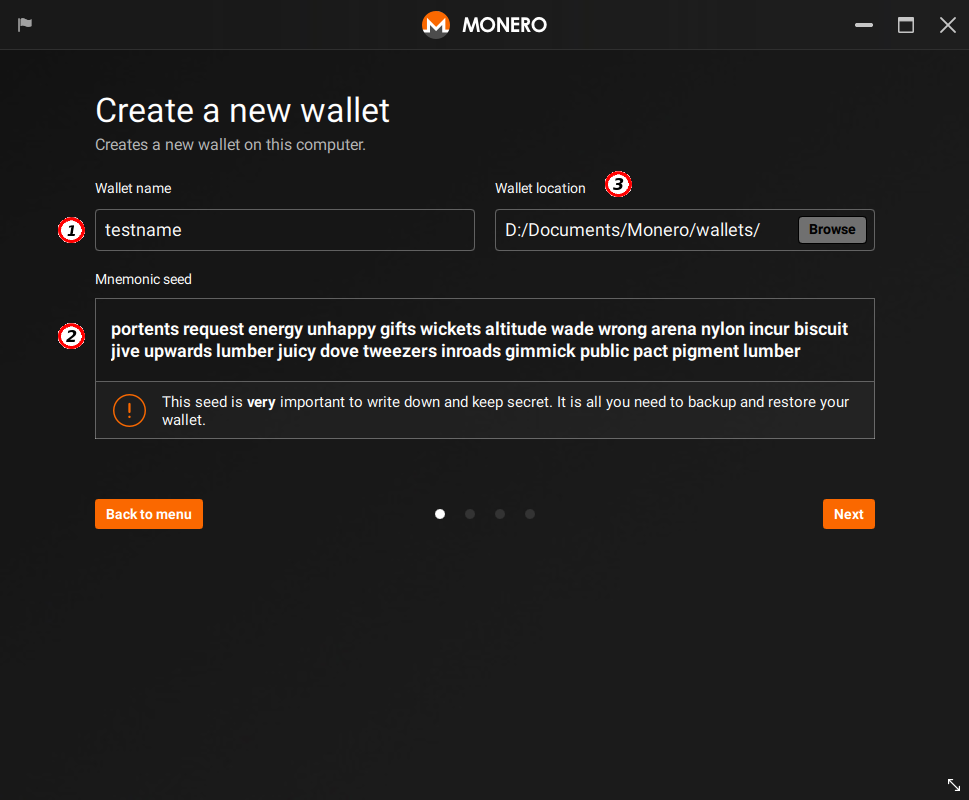 MONERO
Create a new wallet
Creates a new wallet on this computer.
Wallet name
Wallet location
3
1
testname
D:/Documents/Monero/wallets/
Browse
Mnemonic seed
2
portents request energy unhappy gifts wickets altitude wade wrong arena nylon incur biscuit
jive upwards lumber juicy dove tweezers inroads gimmick public pact pigment lumber
!
This seed is very important to write down and keep secret. It is all you need to backup and restore your
wallet.
Back to menu
Next